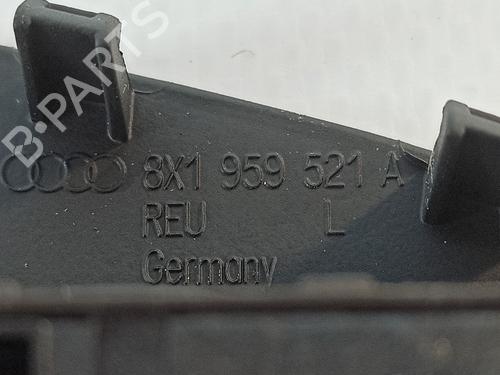 B-PARTS
8X1 959 521 A
REU L
Germany